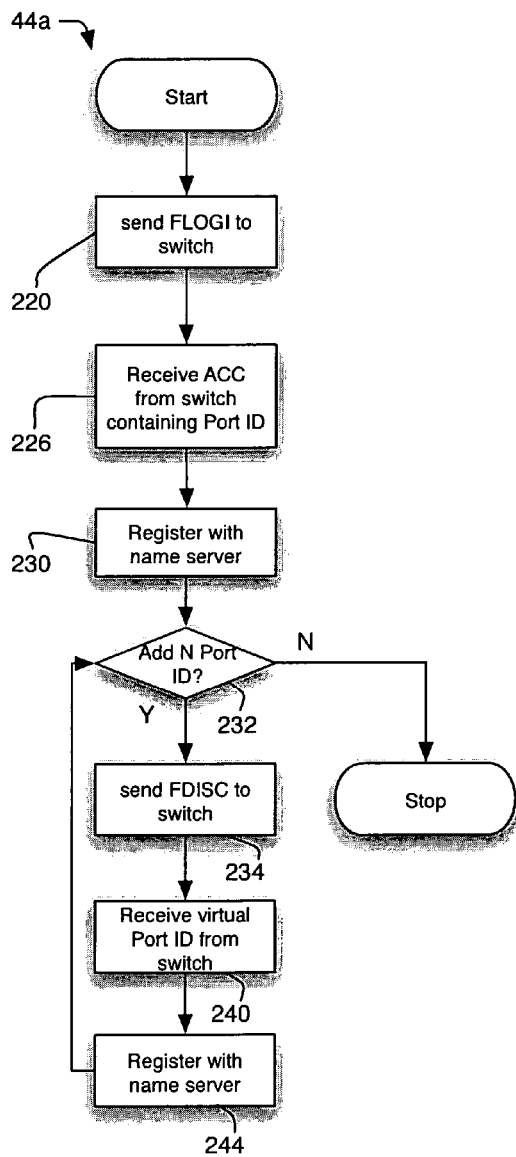 44a
Start
send FLOGI to
switch
220
Receive ACC
from switch
containing Port ID
226
Register with
name server
230
Add N Port
ID?
N
Y
232
send FDISC to
switch
Stop
234
Receive virtual
Port ID from
switch
240
Register with
name server
244